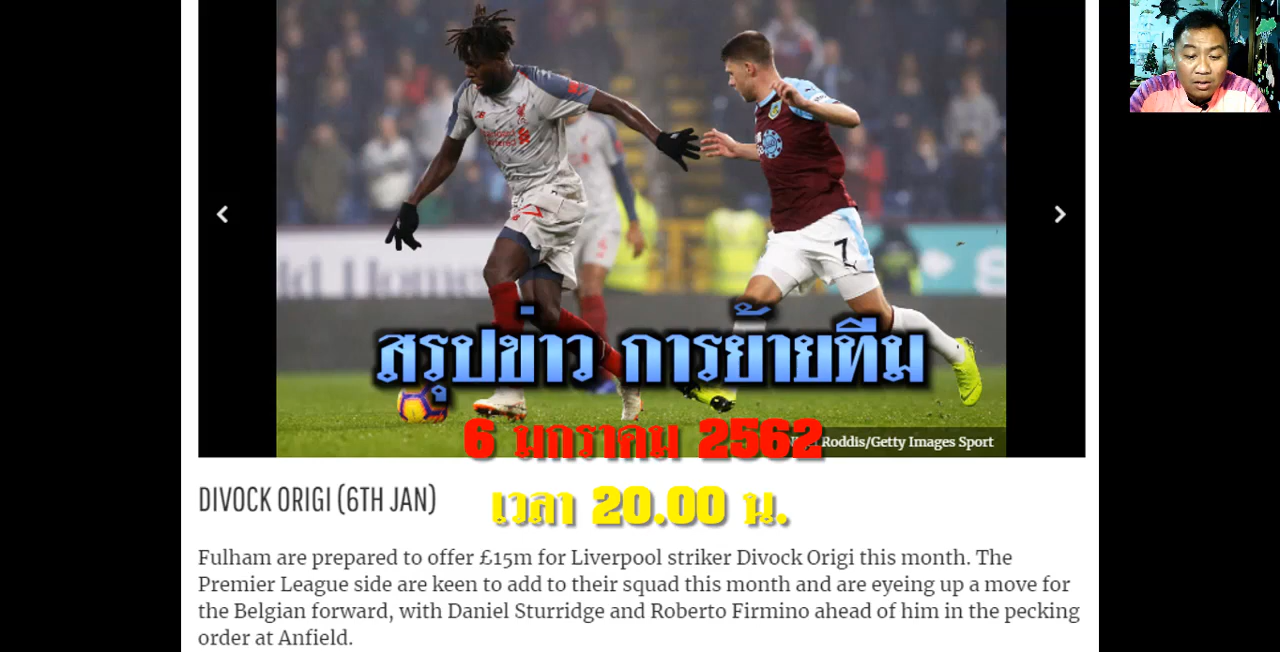 7
สรุปข่าว การย้ายทีม
6 มกราคม 2562
Roddis/Getty Images Sport
เวลา 20.00 น.
DIVOCK ORIGI (6TH JAN)
Fulham are prepared to offer £15m for Liverpool striker Divock Origi this month. The
Premier League side are keen to add to their squad this month and are eyeing up a move for
the Belgian forward, with Daniel Sturridge and Roberto Firmino ahead of him in the pecking
order at Anfield.